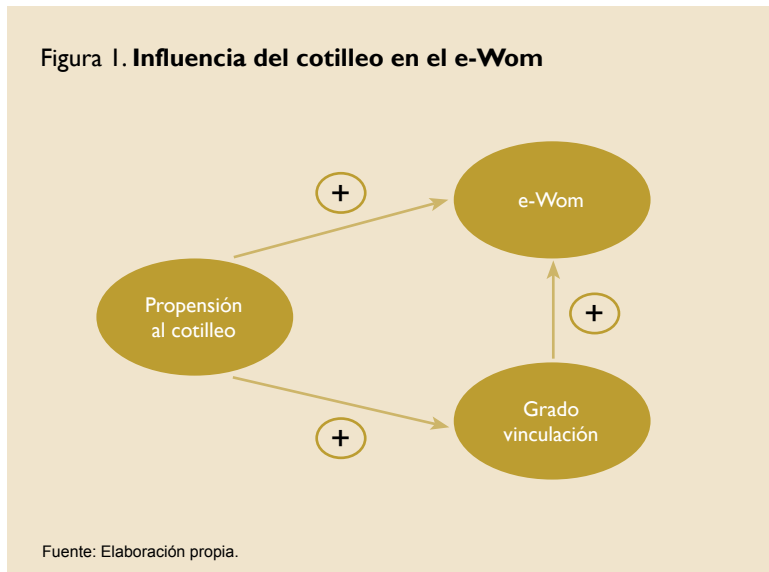 Figura 1. Influencia del cotilleo en el e-Wom
+
e-Wom
Propensión
al cotilleo
+
Grado
vinculación
+
Fuente: Elaboración propia.